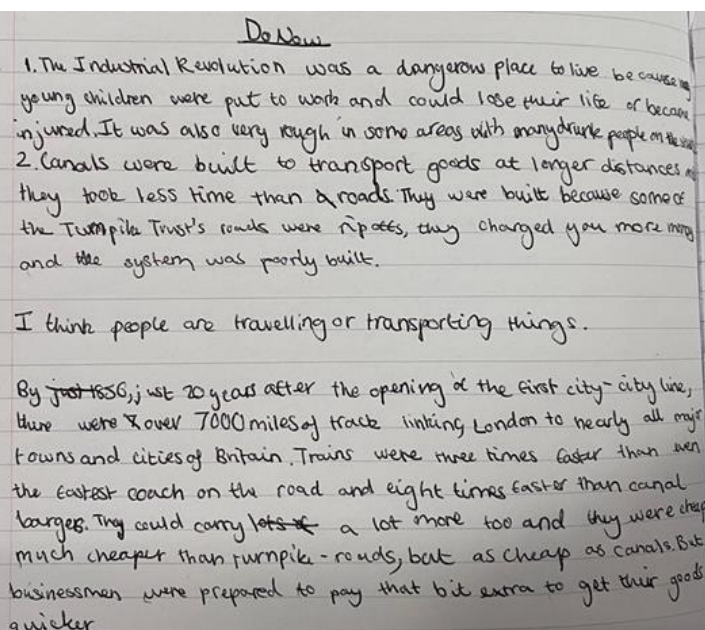 Do Now
1. The Industrial Revolution was a dangerous place to live because
young children were put to work and could lose their life or became
injured. It was also very rough in some areas with many drunk people on the
2. Canals were built to transport goods at longer distances
they took less time than roads. They were built because some of
the Turnpike Trust's roads were ripoffs, they charged you more money
and the system was poorly built.
I think people are travelling or transporting things.
By just 1856, just 20 years after the opening of the first city-city line,
there were over 7000 miles of track linking London to nearly all major
towns and cities of Britain. Trains were three times faster than even
the fastest coach on the road and eight times faster than canal
barges. They could carry lots of a lot more too and they were cheap
much cheaper than turnpike-roads, but as cheap as canals. But
businessmen were prepared to pay that bit extra to get their goods
quicker